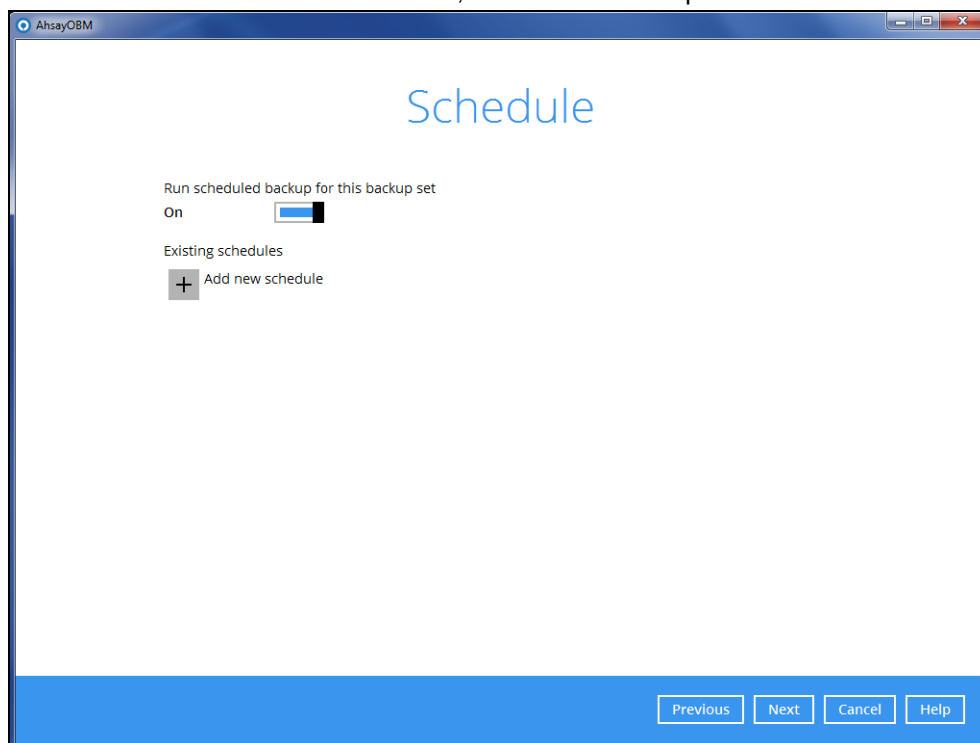 AhsayOBM
Schedule
Run scheduled backup for this backup set
On
Existing schedules
Add new schedule
Previous Next Cancel Help